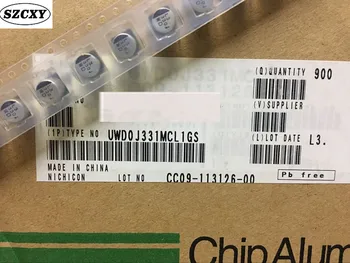 SZCXY
(Q)QUANTITY 900
(V)SUPPLIER
(1P)TYPE NO UWD0J331MCL1GS
(L)LOT DATE L3.
MADE IN CHINA
NICHICON LOT NO CC09-113126-00
Pb free
Chip Alum